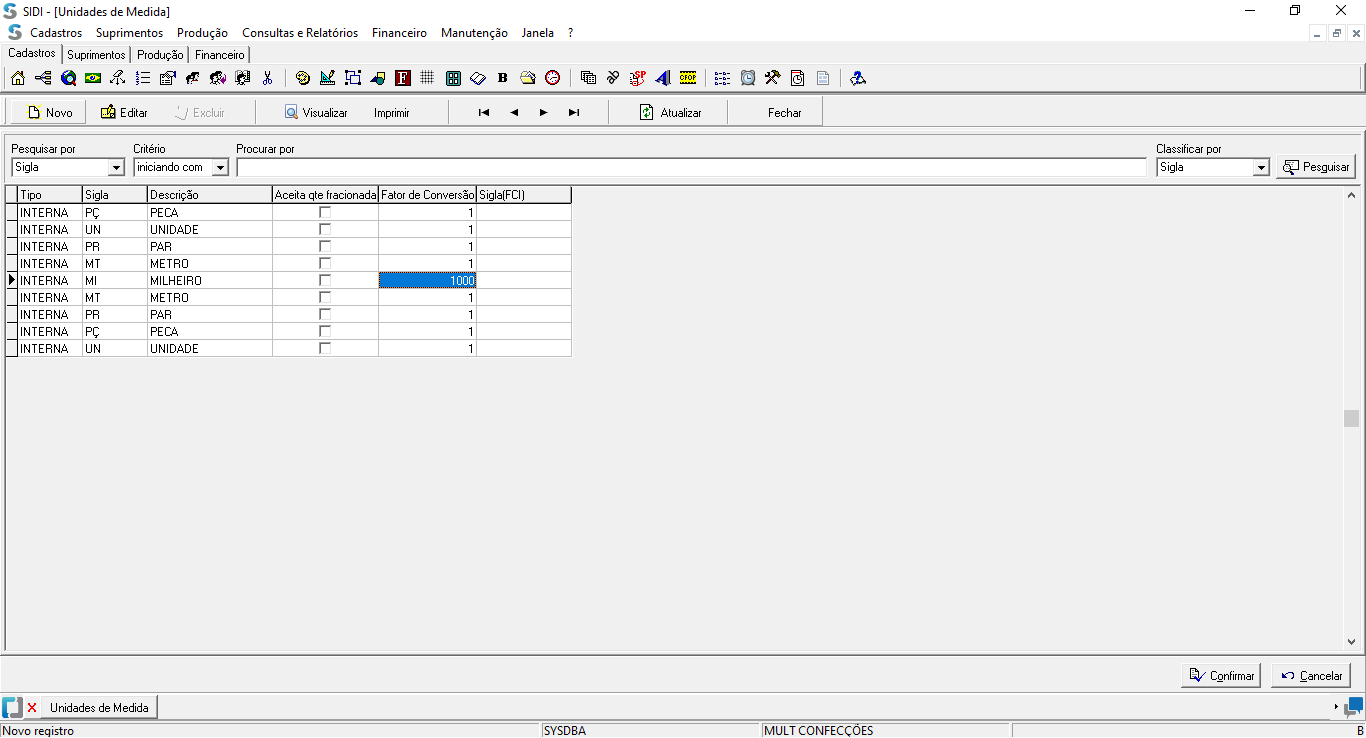 SIDI - [Unidades de Medida]
Cadastros Suprimentos Produção Consultas e Relatórios Financeiro Manutenção Janela ?
Cadastros Suprimentos Produção Financeiro
F B SP CFOP
Novo Editar Excluir Visualizar Imprimir Atualizar Fechar
Pesquisar por Critério Procurar por Classificar por
Sigla iniciando com Sigla Pesquisar
Tipo Sigla Descrição Aceita qte fracionada Fator de Conversão Sigla(FCI)
INTERNA PÇ PECA 1
INTERNA UN UNIDADE 1
INTERNA PR PAR 1
INTERNA MT METRO 1
INTERNA MI MILHEIRO 1000
INTERNA MT METRO 1
INTERNA PR PAR 1
INTERNA PÇ PECA 1
INTERNA UN UNIDADE 1
Confirmar Cancelar
Unidades de Medida
Novo registro SYSDBA MULT CONFECÇÕES B